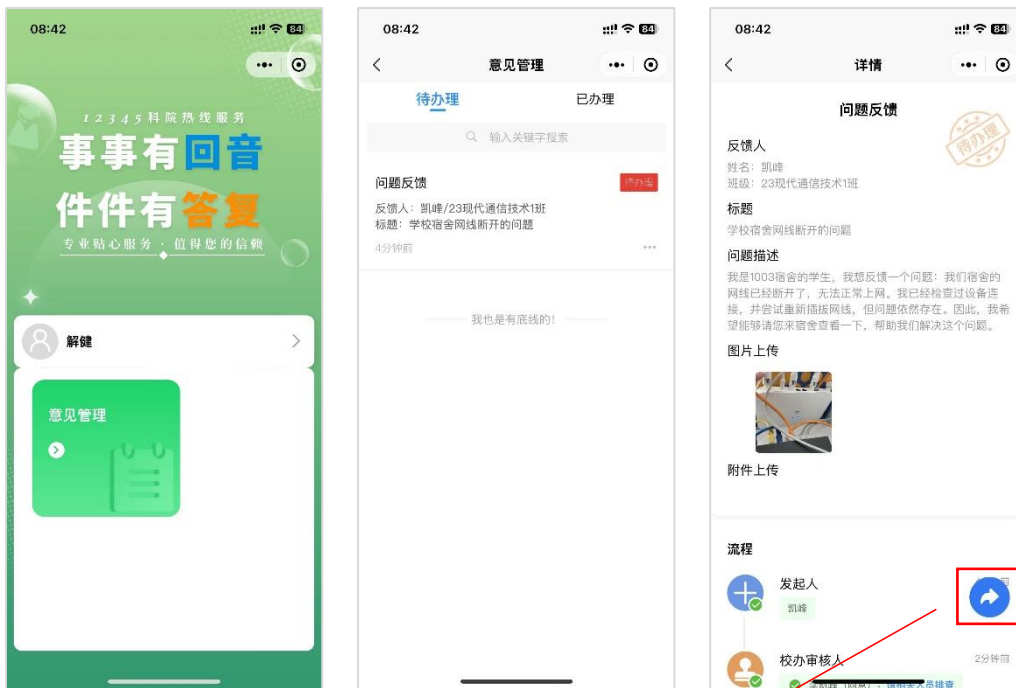 08:42
84
12345科院热线服务
事事有回音
件件有答复
专业贴心服务·值得您的信赖
解健
意见管理
08:42
84
意见管理
待办理
已办理
输入关键字搜索
问题反馈
待办理
反馈人：凯峰/23现代通信技术1班
标题：学校宿舍网线断开的问题
4分钟前
我也是有底线的！
08:42
84
详情
问题反馈
待办理
反馈人
姓名：凯峰
班级：23现代通信技术1班
标题
学校宿舍网线断开的问题
问题描述
我是1003宿舍的学生，我想反馈一个问题：我们宿舍的
网线已经断开了，无法正常上网。我已经检查过设备连
接，并尝试重新插拔网线，但问题依然存在。因此，我希
望能够请您来宿舍查看一下，帮助我们解决这个问题。
图片上传
附件上传
流程
发起人
前
凯峰
校办审核人
2分钟前
员排查